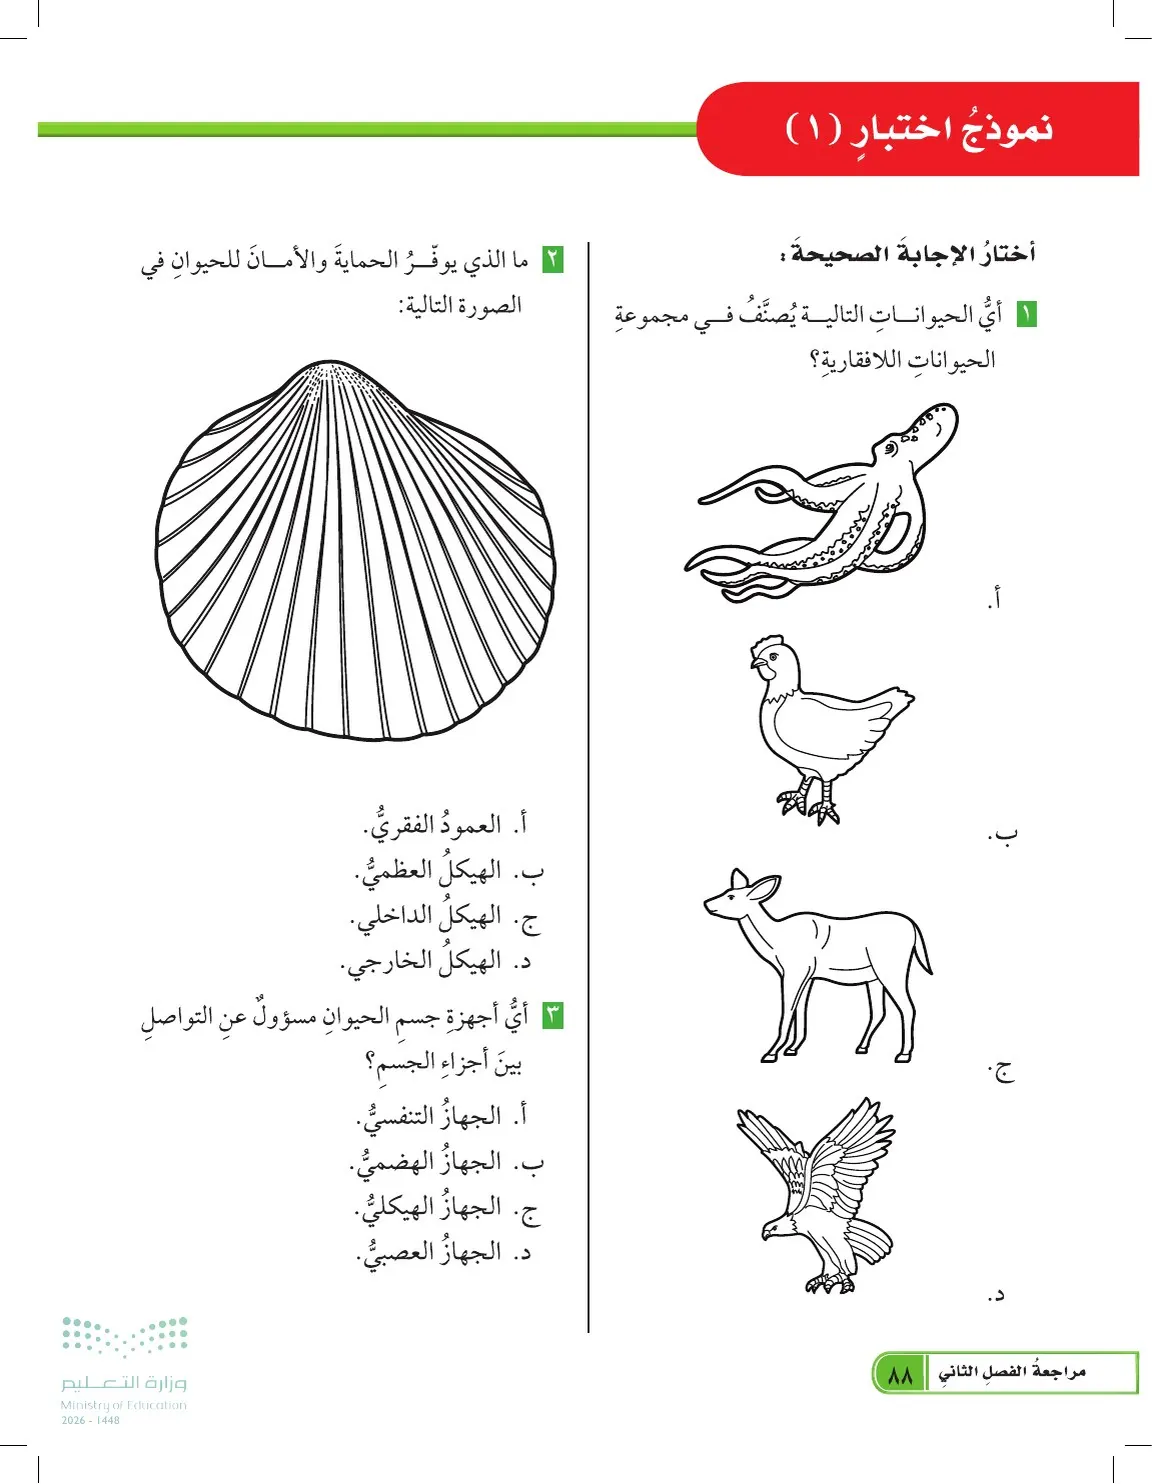 نموذجُ اختبارٍ (١)
أختارُ الإجابةَ الصحيحةَ:
١ أيُّ الحيوانـاتِ التاليـة يُصنَّفُ فـي مجموعةِ
الحيواناتِ اللافقاريةِ؟
أ.
ب.
ج.
د.
٢ ما الذي يوفّـرُ الحمايةَ والأمـانَ للحيوانِ في
الصورة التالية:
أ. العمودُ الفقريُّ.
ب. الهيكلُ العظميُّ.
ج. الهيكلُ الداخلي.
د. الهيكلُ الخارجي.
٣ أيُّ أجهزةِ جسمِ الحيوانِ مسؤولٌ عنِ التواصلِ
بينَ أجزاءِ الجسمِ؟
أ. الجهازُ التنفسيُّ.
ب. الجهازُ الهضميُّ.
ج. الجهازُ الهيكليُّ.
د. الجهازُ العصبيُّ.
مراجعةُ الفصلِ الثاني ٨٨
وزارة التعـليم
Ministry of Education
2026 - 1448